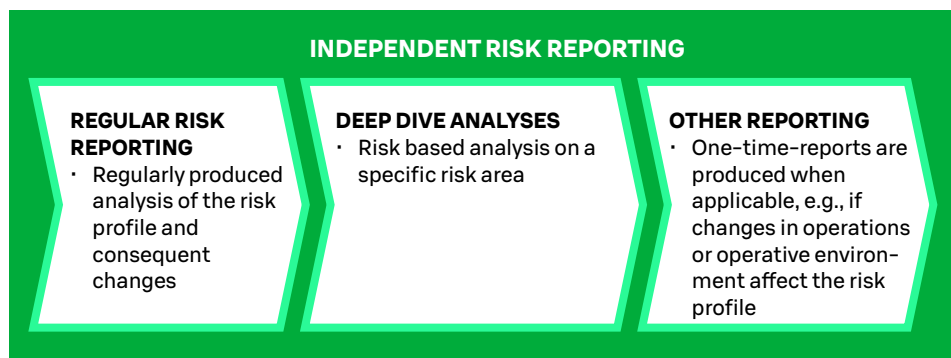 INDEPENDENT RISK REPORTING
REGULAR RISK
REPORTING
· Regularly produced
analysis of the risk
profile and
consequent
changes
DEEP DIVE ANALYSES
· Risk based analysis on a
specific risk area
OTHER REPORTING
· One-time-reports are
produced when
applicable, e.g., if
changes in operations
or operative environ-
ment affect the risk
profile